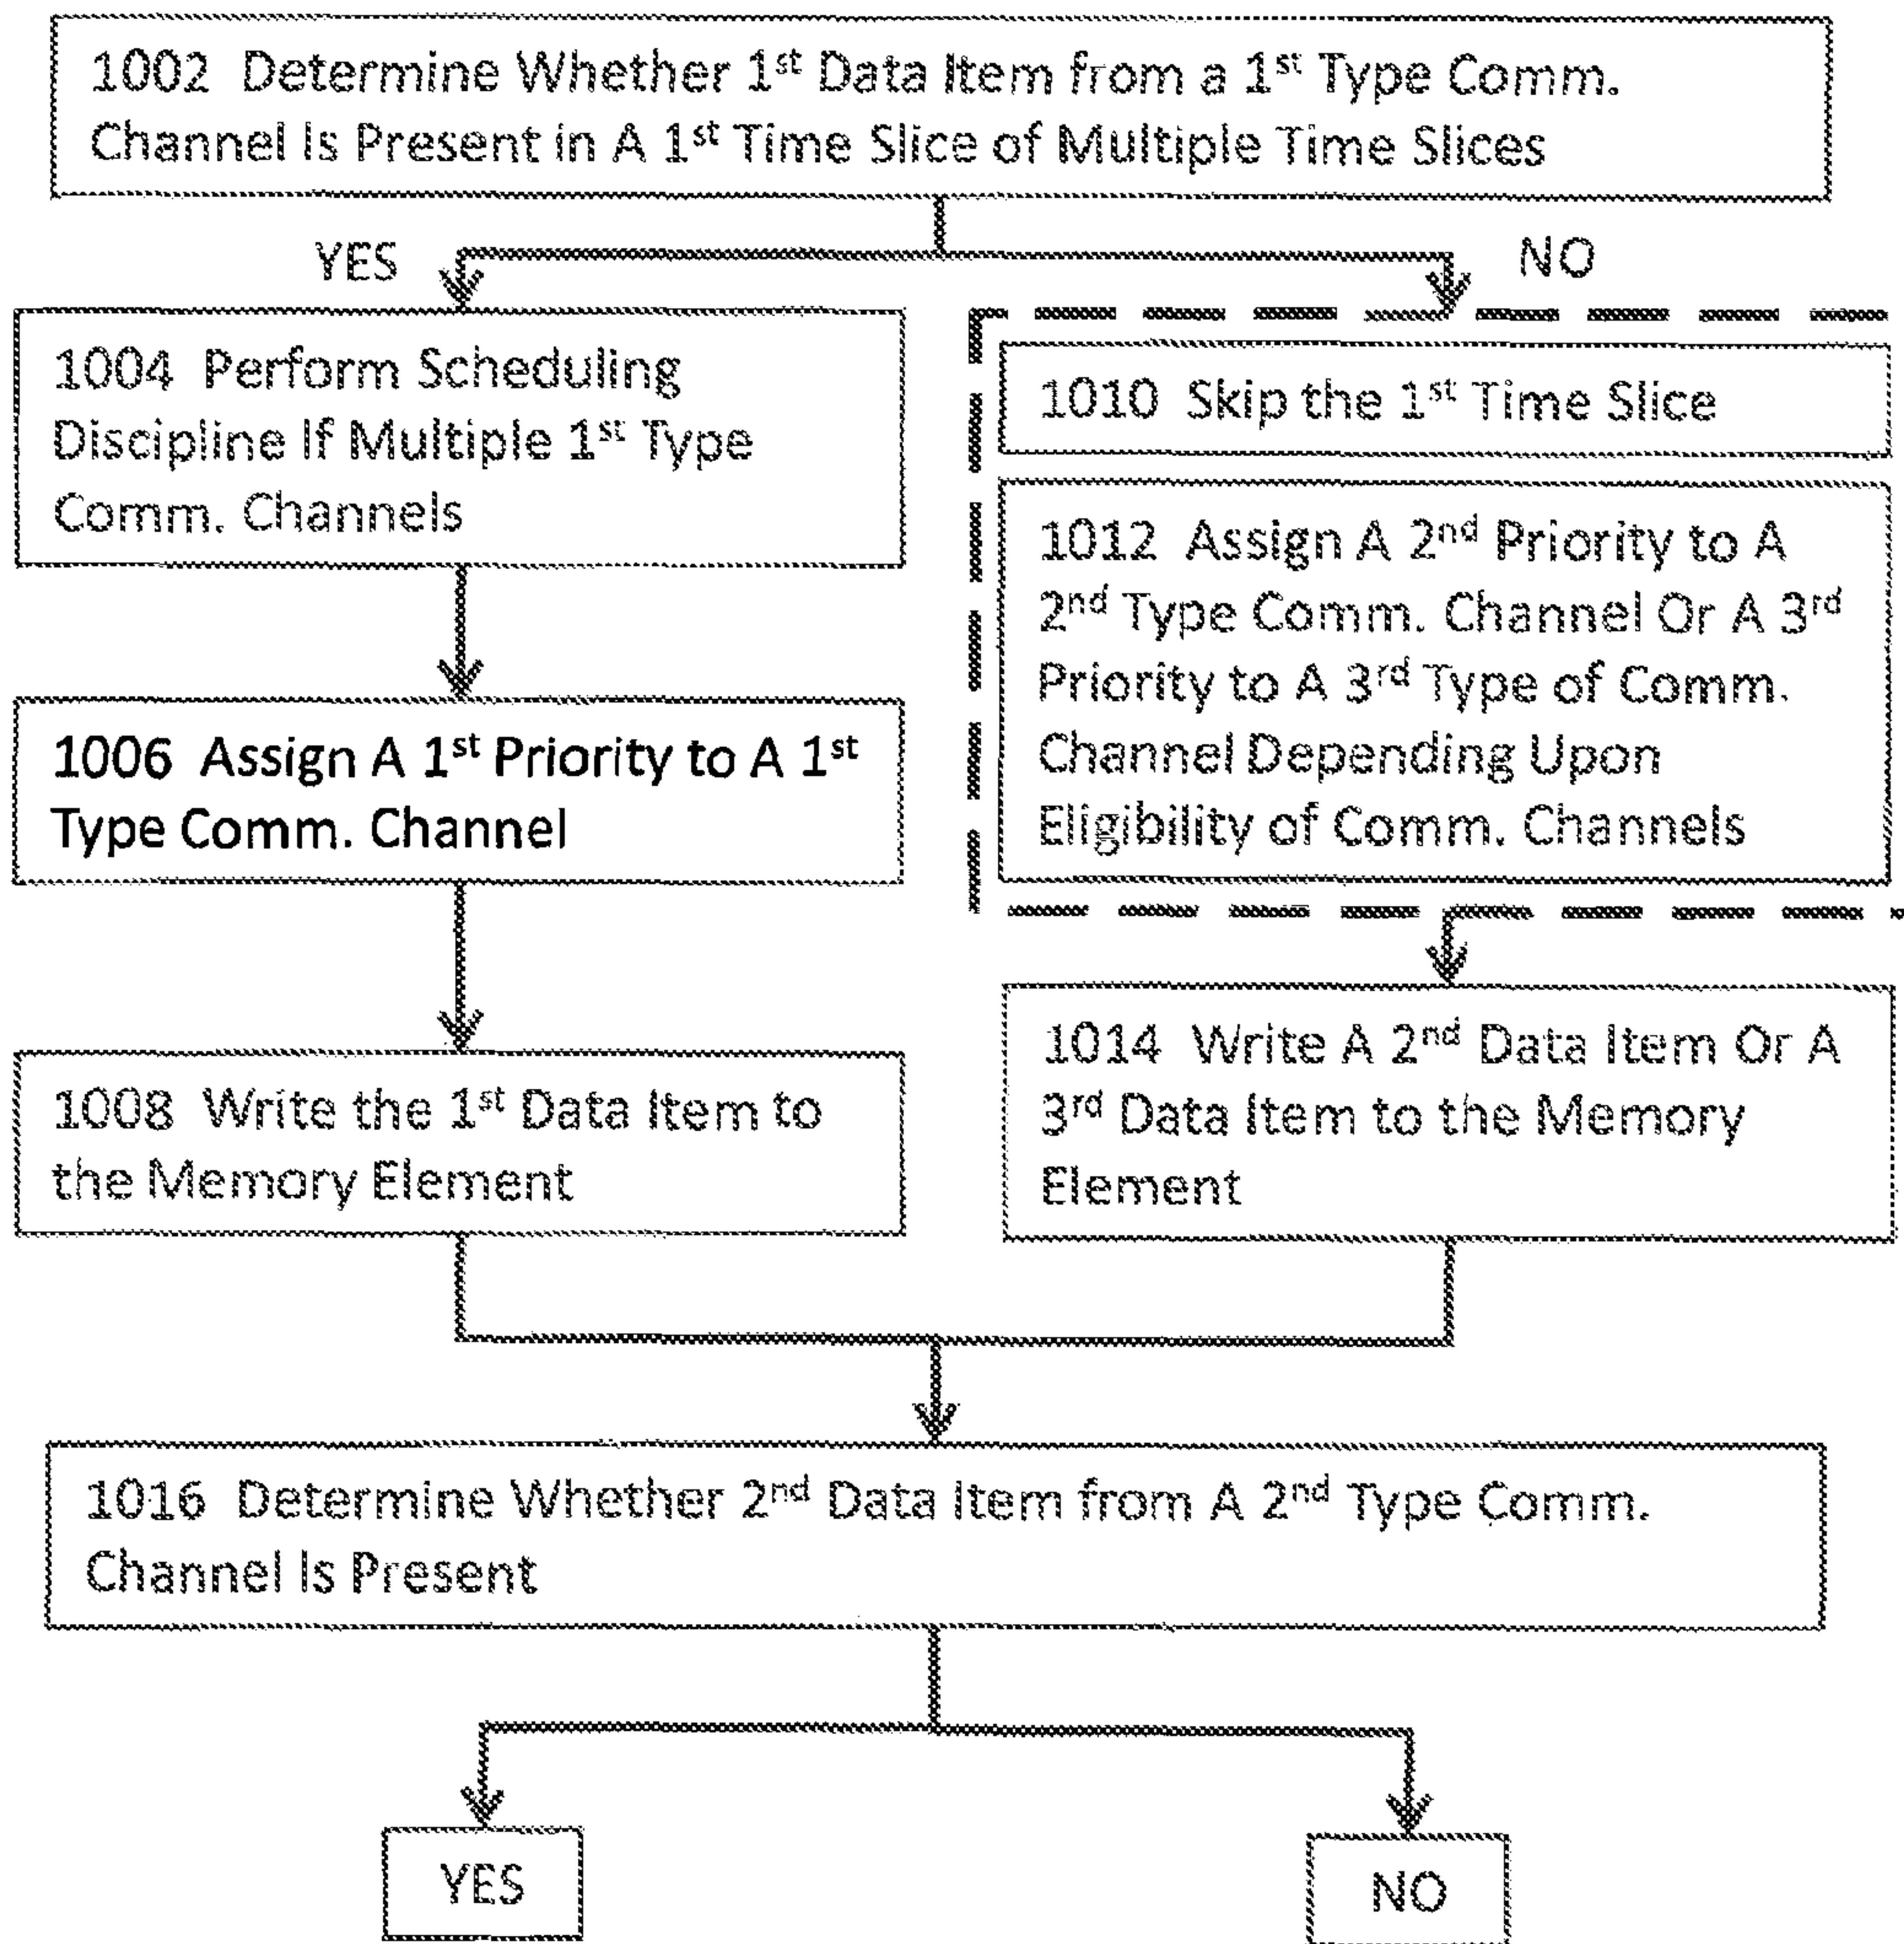 1002 Determine Whether 1st Data Item from a 1st Type Comm.
Channel Is Present in A 1st Time Slice of Multiple Time Slices
YES
NO
1004 Perform Scheduling
Discipline If Multiple 1st Type
Comm. Channels
1006 Assign A 1st Priority to A 1st
Type Comm. Channel
1008 Write the 1st Data Item to
the Memory Element
1010 Skip the 1st Time Slice
1012 Assign A 2nd Priority to A
2nd Type Comm. Channel Or A 3rd
Priority to A 3rd Type of Comm.
Channel Depending Upon
Eligibility of Comm. Channels
1014 Write A 2nd Data Item Or A
3rd Data Item to the Memory
Element
1016 Determine Whether 2nd Data Item from A 2nd Type Comm.
Channel Is Present
YES
NO